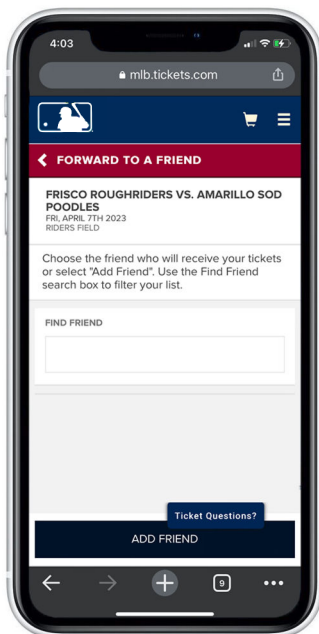 4:03
mlb.tickets.com
FORWARD TO A FRIEND
FRISCO ROUGHRIDERS VS. AMARILLO SOD
POODLES
FRI, APRIL 7TH 2023
RIDERS FIELD
Choose the friend who will receive your tickets
or select "Add Friend". Use the Find Friend
search box to filter your list.
FIND FRIEND
Ticket Questions?
ADD FRIEND
9